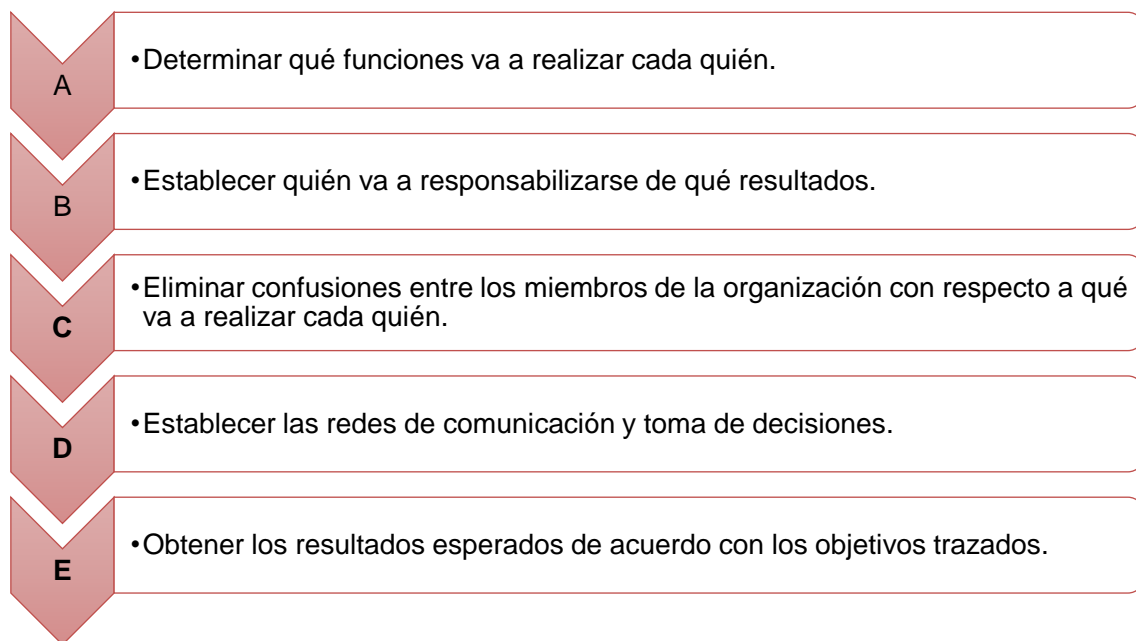 A
•Determinar qué funciones va a realizar cada quién.
B
•Establecer quién va a responsabilizarse de qué resultados.
C
•Eliminar confusiones entre los miembros de la organización con respecto a qué
va a realizar cada quién.
D
•Establecer las redes de comunicación y toma de decisiones.
E
•Obtener los resultados esperados de acuerdo con los objetivos trazados.